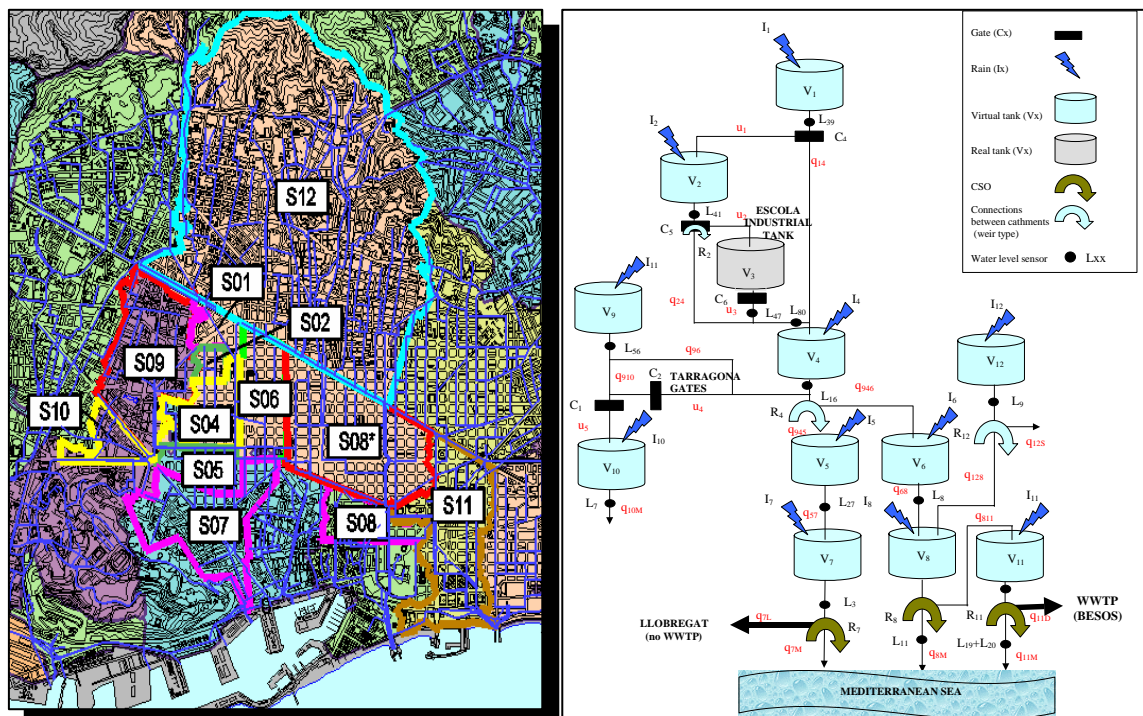 S12
S01
S02
S09
S10
S04
S06
S05
S08*
S07
S08
S11
I1
V1
L39
C4
u1
q14
I2
V2
L41
C5
R2
u2
ESCOLA
INDUSTRIAL
TANK
V3
C6
u3
L47
L80
q24
I11
V9
L56
q96
q910
C2
TARRAGONA
GATES
C1
u4
u5
I10
V10
L7
q10M
I4
V4
L16
q946
R4
q945
I5
V5
L27
q57
I6
V6
L8
q68
I12
V12
L9
R12
q12S
q128
I7
V7
L3
R7
q7L
q7M
LLOBREGAT
(no WWTP)
I8
V8
R8
L11
q8M
q811
I11
V11
R11
q11B
L19+L20
q11M
WWTP
(BESOS)
MEDITERRANEAN SEA
Gate (Cx)
Rain (Ix)
Virtual tank (Vx)
Real tank (Vx)
CSO
Connections
between cathments
(weir type)
Water level sensor
Lxx